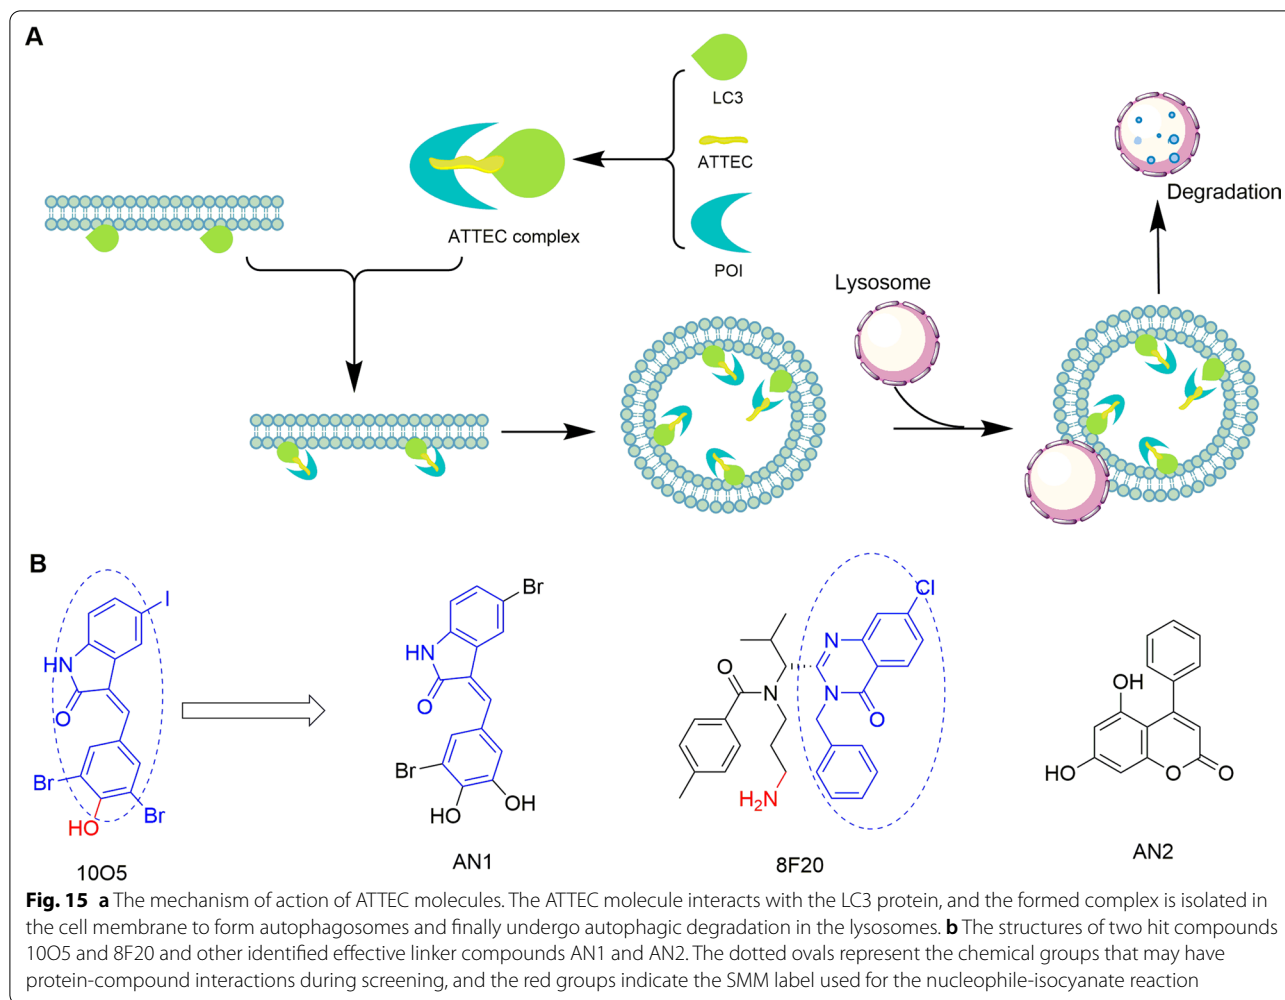 A
LC3
ATTEC
POI
ATTEC complex
Lysosome
Degradation
B
I
HN
O
Br
Br
HO
10O5
Br
HN
O
Br
HO
OH
AN1
Cl
N
O
N
N
O
H2N
8F20
OH
HO
O
O
AN2
Fig. 15 a The mechanism of action of ATTEC molecules. The ATTEC molecule interacts with the LC3 protein, and the formed complex is isolated in
the cell membrane to form autophagosomes and finally undergo autophagic degradation in the lysosomes. b The structures of two hit compounds
10O5 and 8F20 and other identified effective linker compounds AN1 and AN2. The dotted ovals represent the chemical groups that may have
protein-compound interactions during screening, and the red groups indicate the SMM label used for the nucleophile-isocyanate reaction